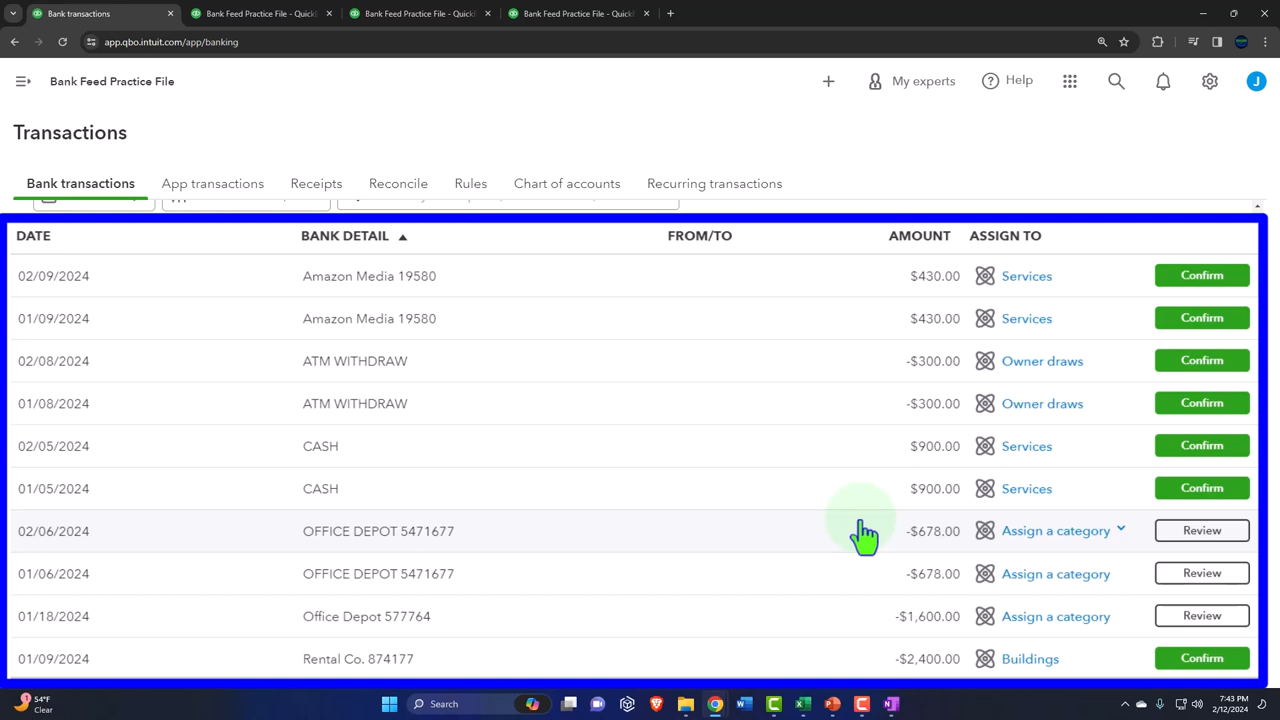 Bank transactions
Bank Feed Practice File - Quick
Bank Feed Practice File - Quick
Bank Feed Practice File - Quick
app.qbo.intuit.com/app/banking
Bank Feed Practice File
My experts
Help
J
Transactions
Bank transactions App transactions Receipts Reconcile Rules Chart of accounts Recurring transactions
DATE BANK DETAIL FROM/TO AMOUNT ASSIGN TO
02/09/2024 Amazon Media 19580 $430.00 Services Confirm
01/09/2024 Amazon Media 19580 $430.00 Services Confirm
02/08/2024 ATM WITHDRAW -$300.00 Owner draws Confirm
01/08/2024 ATM WITHDRAW -$300.00 Owner draws Confirm
02/05/2024 CASH $900.00 Services Confirm
01/05/2024 CASH $900.00 Services Confirm
02/06/2024 OFFICE DEPOT 5471677 -$678.00 Assign a category Review
01/06/2024 OFFICE DEPOT 5471677 -$678.00 Assign a category Review
01/18/2024 Office Depot 577764 -$1,600.00 Assign a category Review
01/09/2024 Rental Co. 874177 -$2,400.00 Buildings Confirm
1
54°F
Clear
Search
7:43 PM
2/12/2024